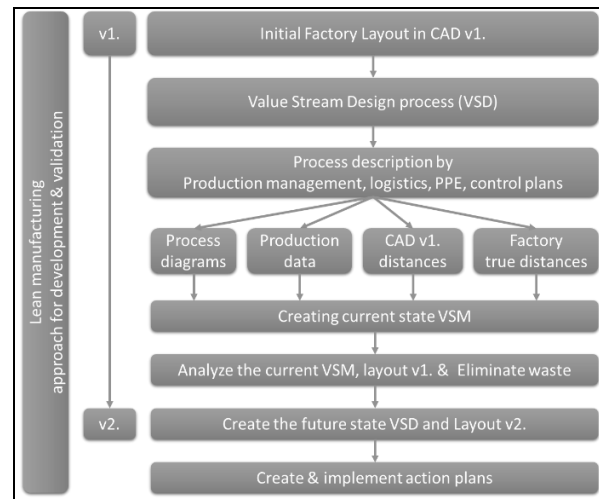 Lean manufacturing
approach for development & validation
v1.
Initial Factory Layout in CAD v1.
Value Stream Design process (VSD)
Process description by
Production management, logistics, PPE, control plans
Process
diagrams
Production
data
CAD v1.
distances
Factory
true distances
Creating current state VSM
Analyze the current VSM, layout v1. & Eliminate waste
v2.
Create the future state VSD and Layout v2.
Create & implement action plans